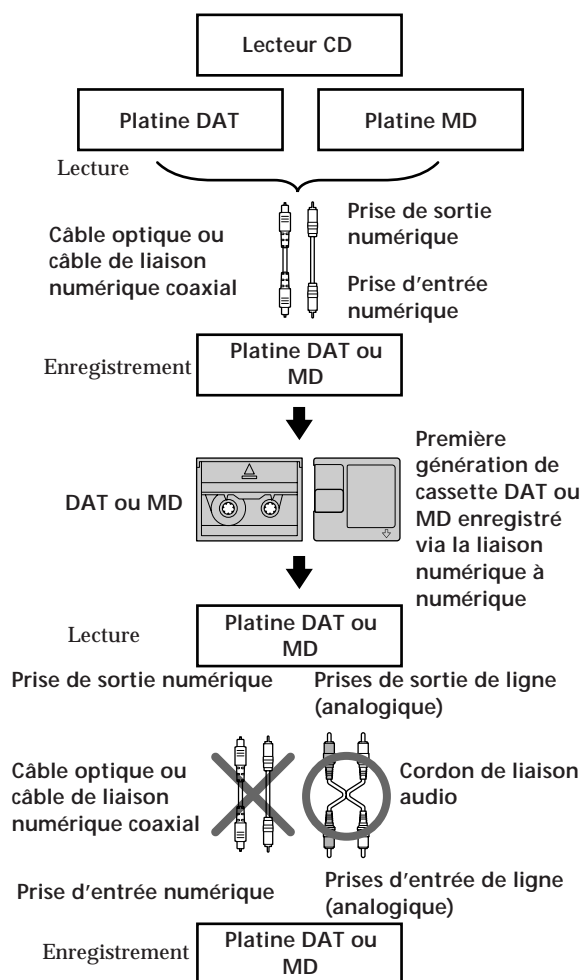 Lecteur CD
Platine DAT
Platine MD
Lecture
Câble optique ou
câble de liaison
numérique coaxial
Prise de sortie
numérique
Prise d'entrée
numérique
Enregistrement
Platine DAT ou
MD
DAT ou MD
Première
génération de
cassette DAT ou
MD enregistré
via la liaison
numérique à
numérique
Lecture
Platine DAT ou
MD
Prise de sortie numérique
Prises de sortie de ligne
(analogique)
Câble optique ou
câble de liaison
numérique coaxial
Cordon de liaison
audio
Prise d'entrée numérique
Prises d'entrée de ligne
(analogique)
Enregistrement
Platine DAT ou
MD